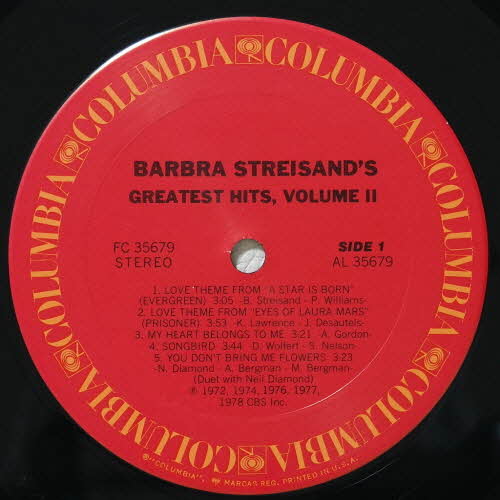 COLUMBIA COLUMBIA COLUMBIA COLUMBIA COLUMBIA COLUMBIA
BARBRA STREISAND'S
GREATEST HITS, VOLUME II
FC 35679
STEREO
SIDE 1
AL 35679
1. LOVE THEME FROM "A STAR IS BORN"
(EVERGREEN) 3:05 -B. Streisand - P. Williams-
2. LOVE THEME FROM "EYES OF LAURA MARS"
(PRISONER) 3:53 -K. Lawrence - J. Desautels-
3. MY HEART BELONGS TO ME 3:21 -A. Gordon-
4. SONGBIRD 3:44 -D. Wolfert - S. Nelson-
5. YOU DON'T BRING ME FLOWERS 3:23
-N. Diamond - A. Bergman - M. Bergman-
(Duet with Neil Diamond)
℗ 1972, 1974, 1976, 1977,
1978 CBS Inc.
®"COLUMBIA", MARCAS REG. PRINTED IN U.S.A.